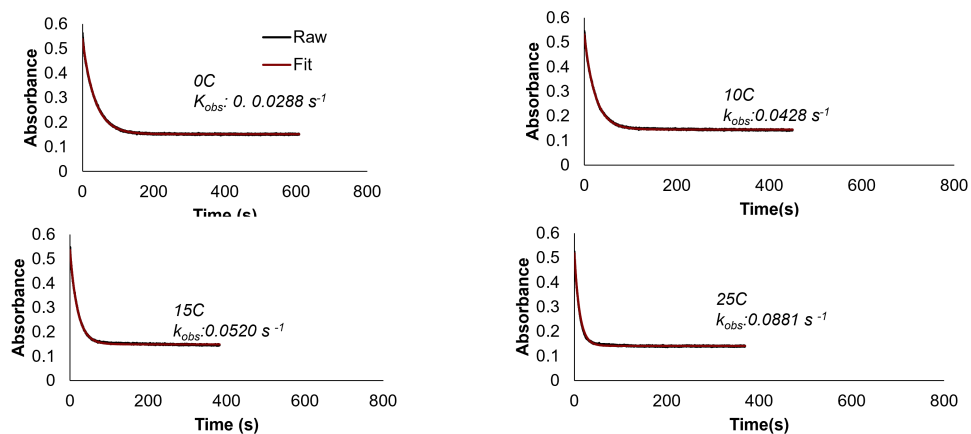 0.6
0.5
0.4
0.3
0.2
0.1
0
Absorbance
Raw
Fit
0C
Kobs: 0. 0.0288 s-1
0 200 400 600 800
Time (s)
0.6
0.5
0.4
0.3
0.2
0.1
0
Absorbance
10C
kobs:0.0428 s-1
0 200 400 600 800
Time(s)
0.6
0.5
0.4
0.3
0.2
0.1
0
Absorbance
15C
kobs:0.0520 s -1
0 200 400 600 800
Time (s)
0.6
0.5
0.4
0.3
0.2
0.1
0
Absorbance
25C
kobs:0.0881 s -1
0 200 400 600 800
Time(s)